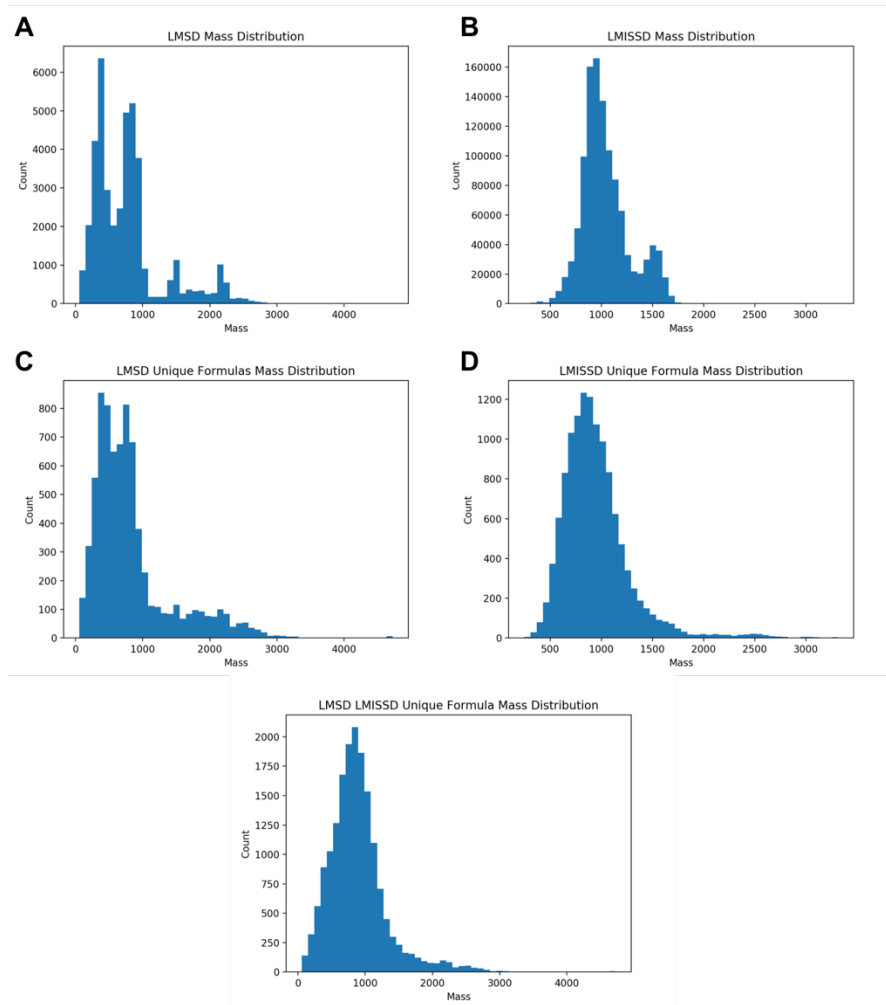 A
LMSD Mass Distribution
6000
5000
4000
3000
2000
1000
0
Count
0 1000 2000 3000 4000
Mass
B
LMISSD Mass Distribution
160000
140000
120000
100000
80000
60000
40000
20000
0
Count
500 1000 1500 2000 2500 3000
Mass
C
LMSD Unique Formulas Mass Distribution
800
700
600
500
400
300
200
100
0
Count
0 1000 2000 3000 4000
Mass
D
LMISSD Unique Formula Mass Distribution
1200
1000
800
600
400
200
0
Count
500 1000 1500 2000 2500 3000
Mass
LMSD LMISSD Unique Formula Mass Distribution
2000
1750
1500
1250
1000
750
500
250
0
Count
0 1000 2000 3000 4000
Mass